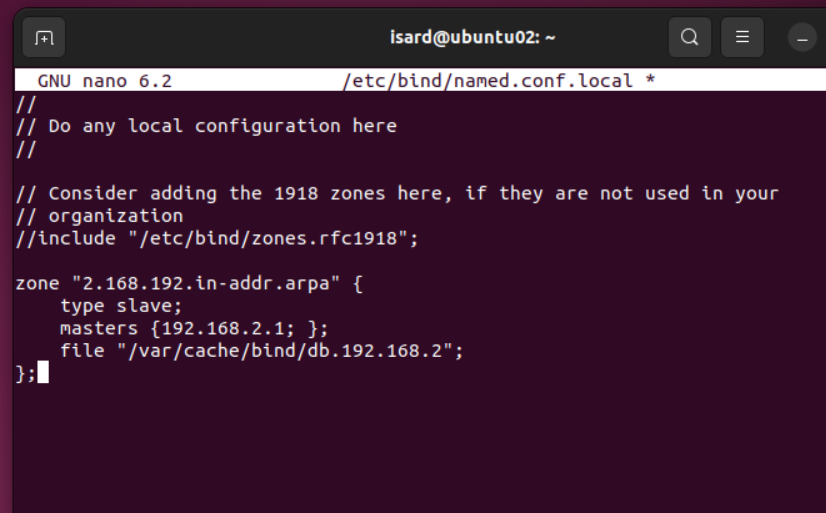 isard@ubuntu02: ~
GNU nano 6.2 /etc/bind/named.conf.local *
//
// Do any local configuration here
//
// Consider adding the 1918 zones here, if they are not used in your
// organization
//include "/etc/bind/zones.rfc1918";
zone "2.168.192.in-addr.arpa" {
    type slave;
    masters {192.168.2.1; };
    file "/var/cache/bind/db.192.168.2";
};